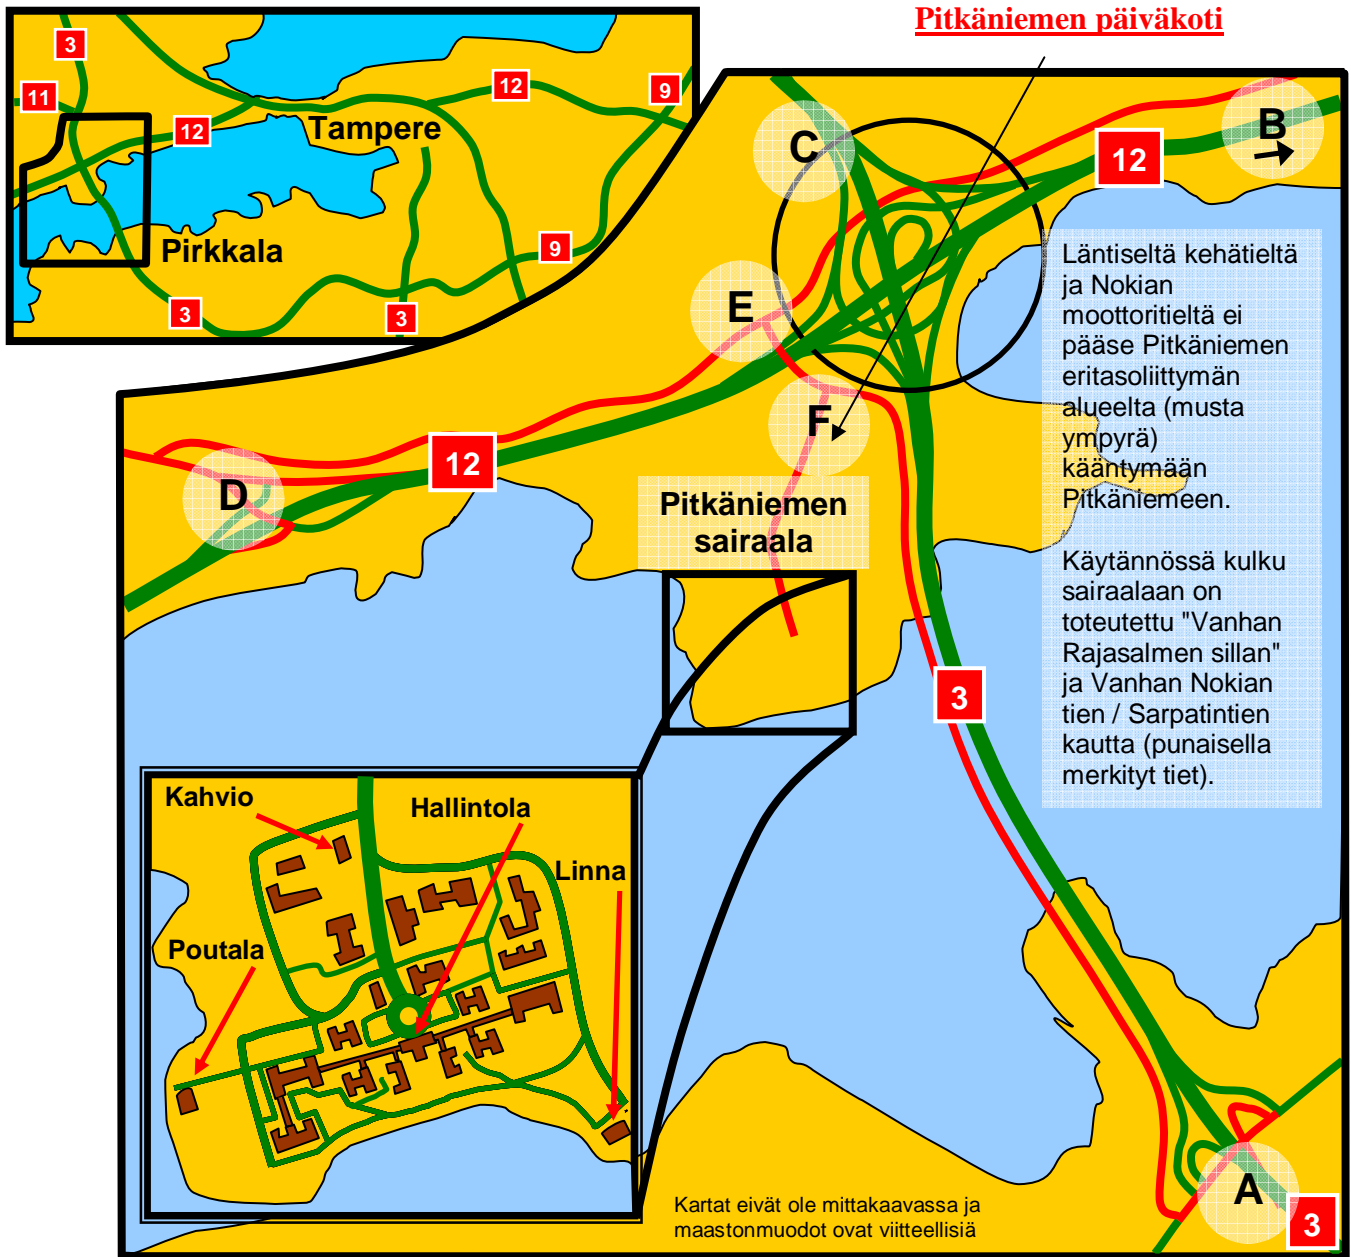 Pitkäniemen päiväkoti
3
11
12
12
9
Tampere
Pirkkala
9
3
3
C
B
12
E
F
D
12
Läntiseltä kehätieltä
ja Nokian
moottoritieltä ei
pääse Pitkäniemen
eritasoliittymän
alueelta (musta
ympyrä)
kääntymään
Pitkäniemeen.
Käytännössä kulku
sairaalaan on
toteutettu "Vanhan
Rajasalmen sillan"
ja Vanhan Nokian
tien / Sarpatintien
kautta (punaisella
merkityt tiet).
Pitkäniemen
sairaala
3
Kahvio
Hallintola
Linna
Poutala
A
3
Kartat eivät ole mittakaavassa ja
maastonmuodot ovat viitteellisiä